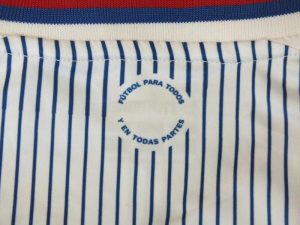 FÚTBOL PARA TODOS
Y EN TODAS PARTES